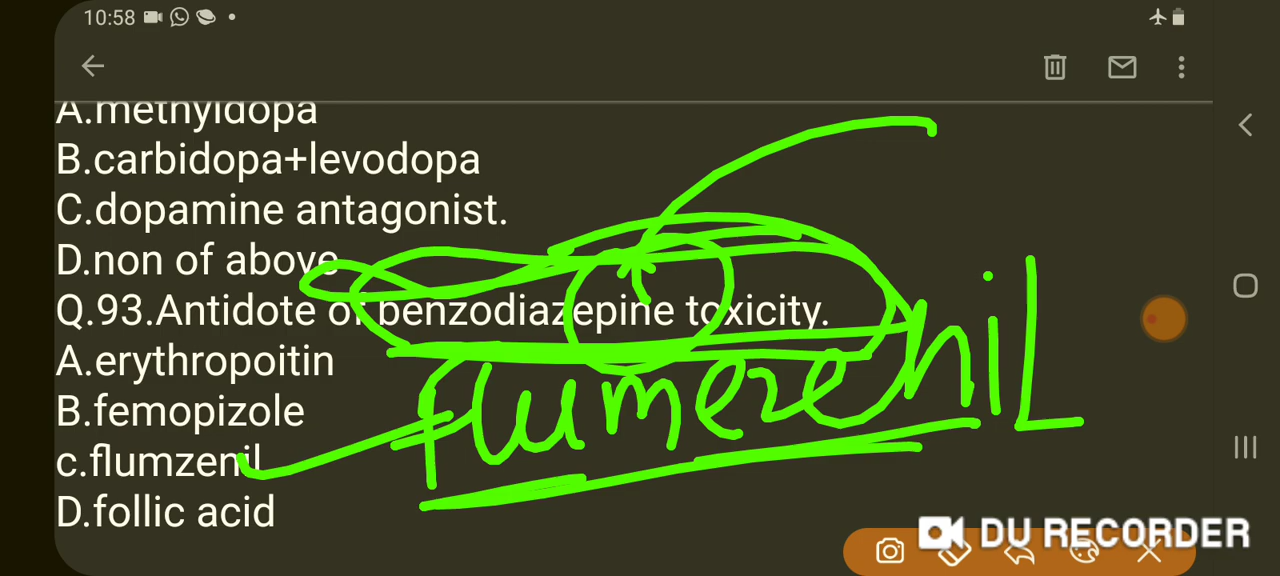 10:58
A.methyldopa
B.carbidopa+levodopa
C.dopamine antagonist.
D.non of above
Q.93.Antidote of benzodiazepine toxicity.
A.erythropoitin
flumezenil
B.femopizole
c.flumzenil
D.follic acid
DU RECORDER